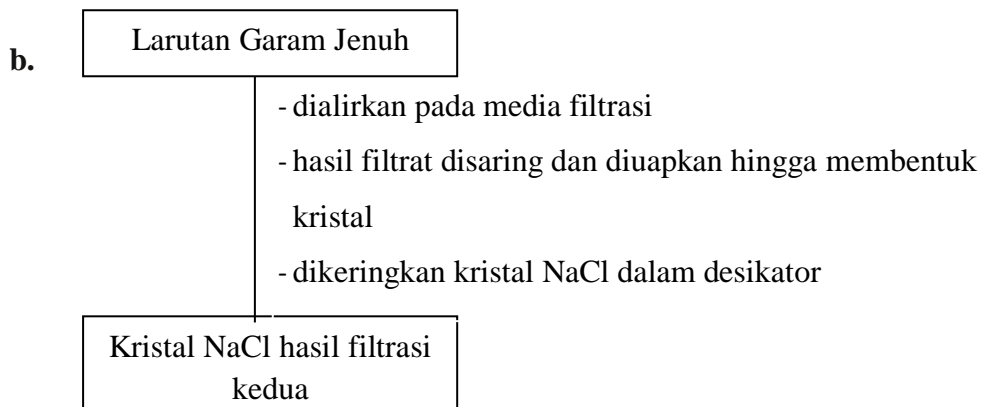 Larutan Garam Jenuh
b.
- dialirkan pada media filtrasi
- hasil filtrat disaring dan diuapkan hingga membentuk
kristal
- dikeringkan kristal NaCl dalam desikator
Kristal NaCl hasil filtrasi
kedua